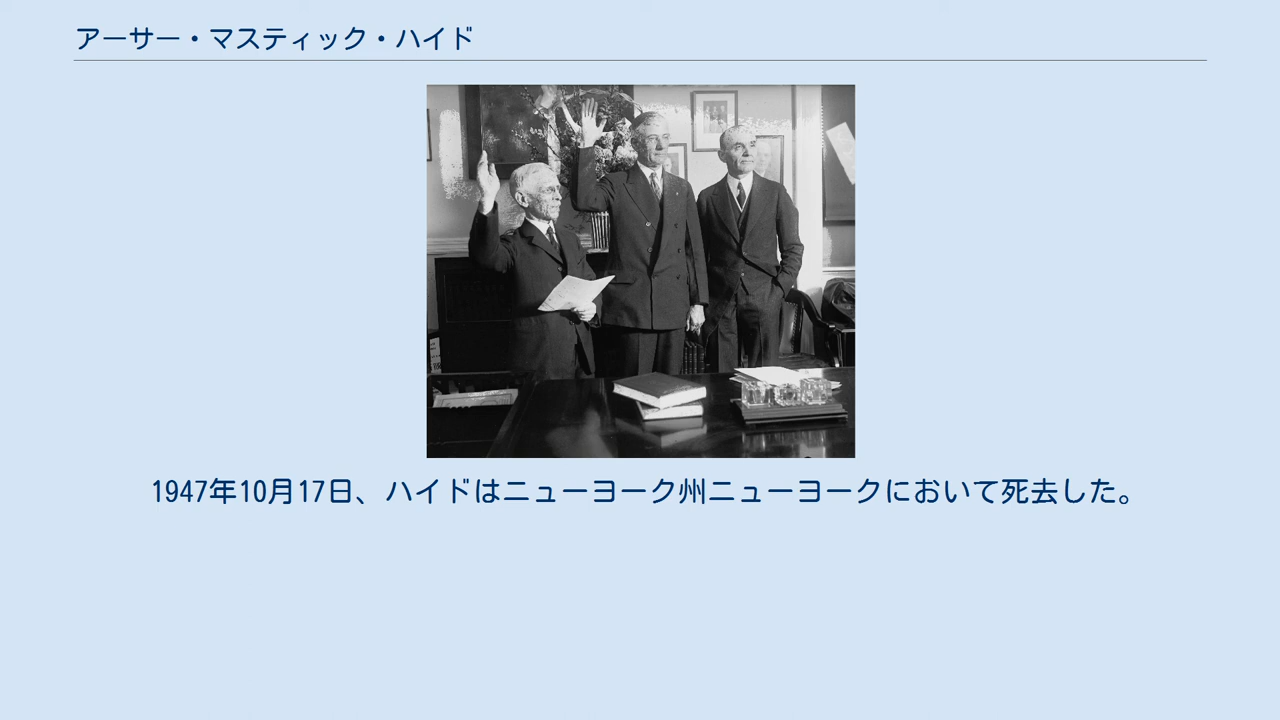 アーサー・マスティック・ハイド
1947年10月17日、ハイドはニューヨーク州ニューヨークにおいて死去した。